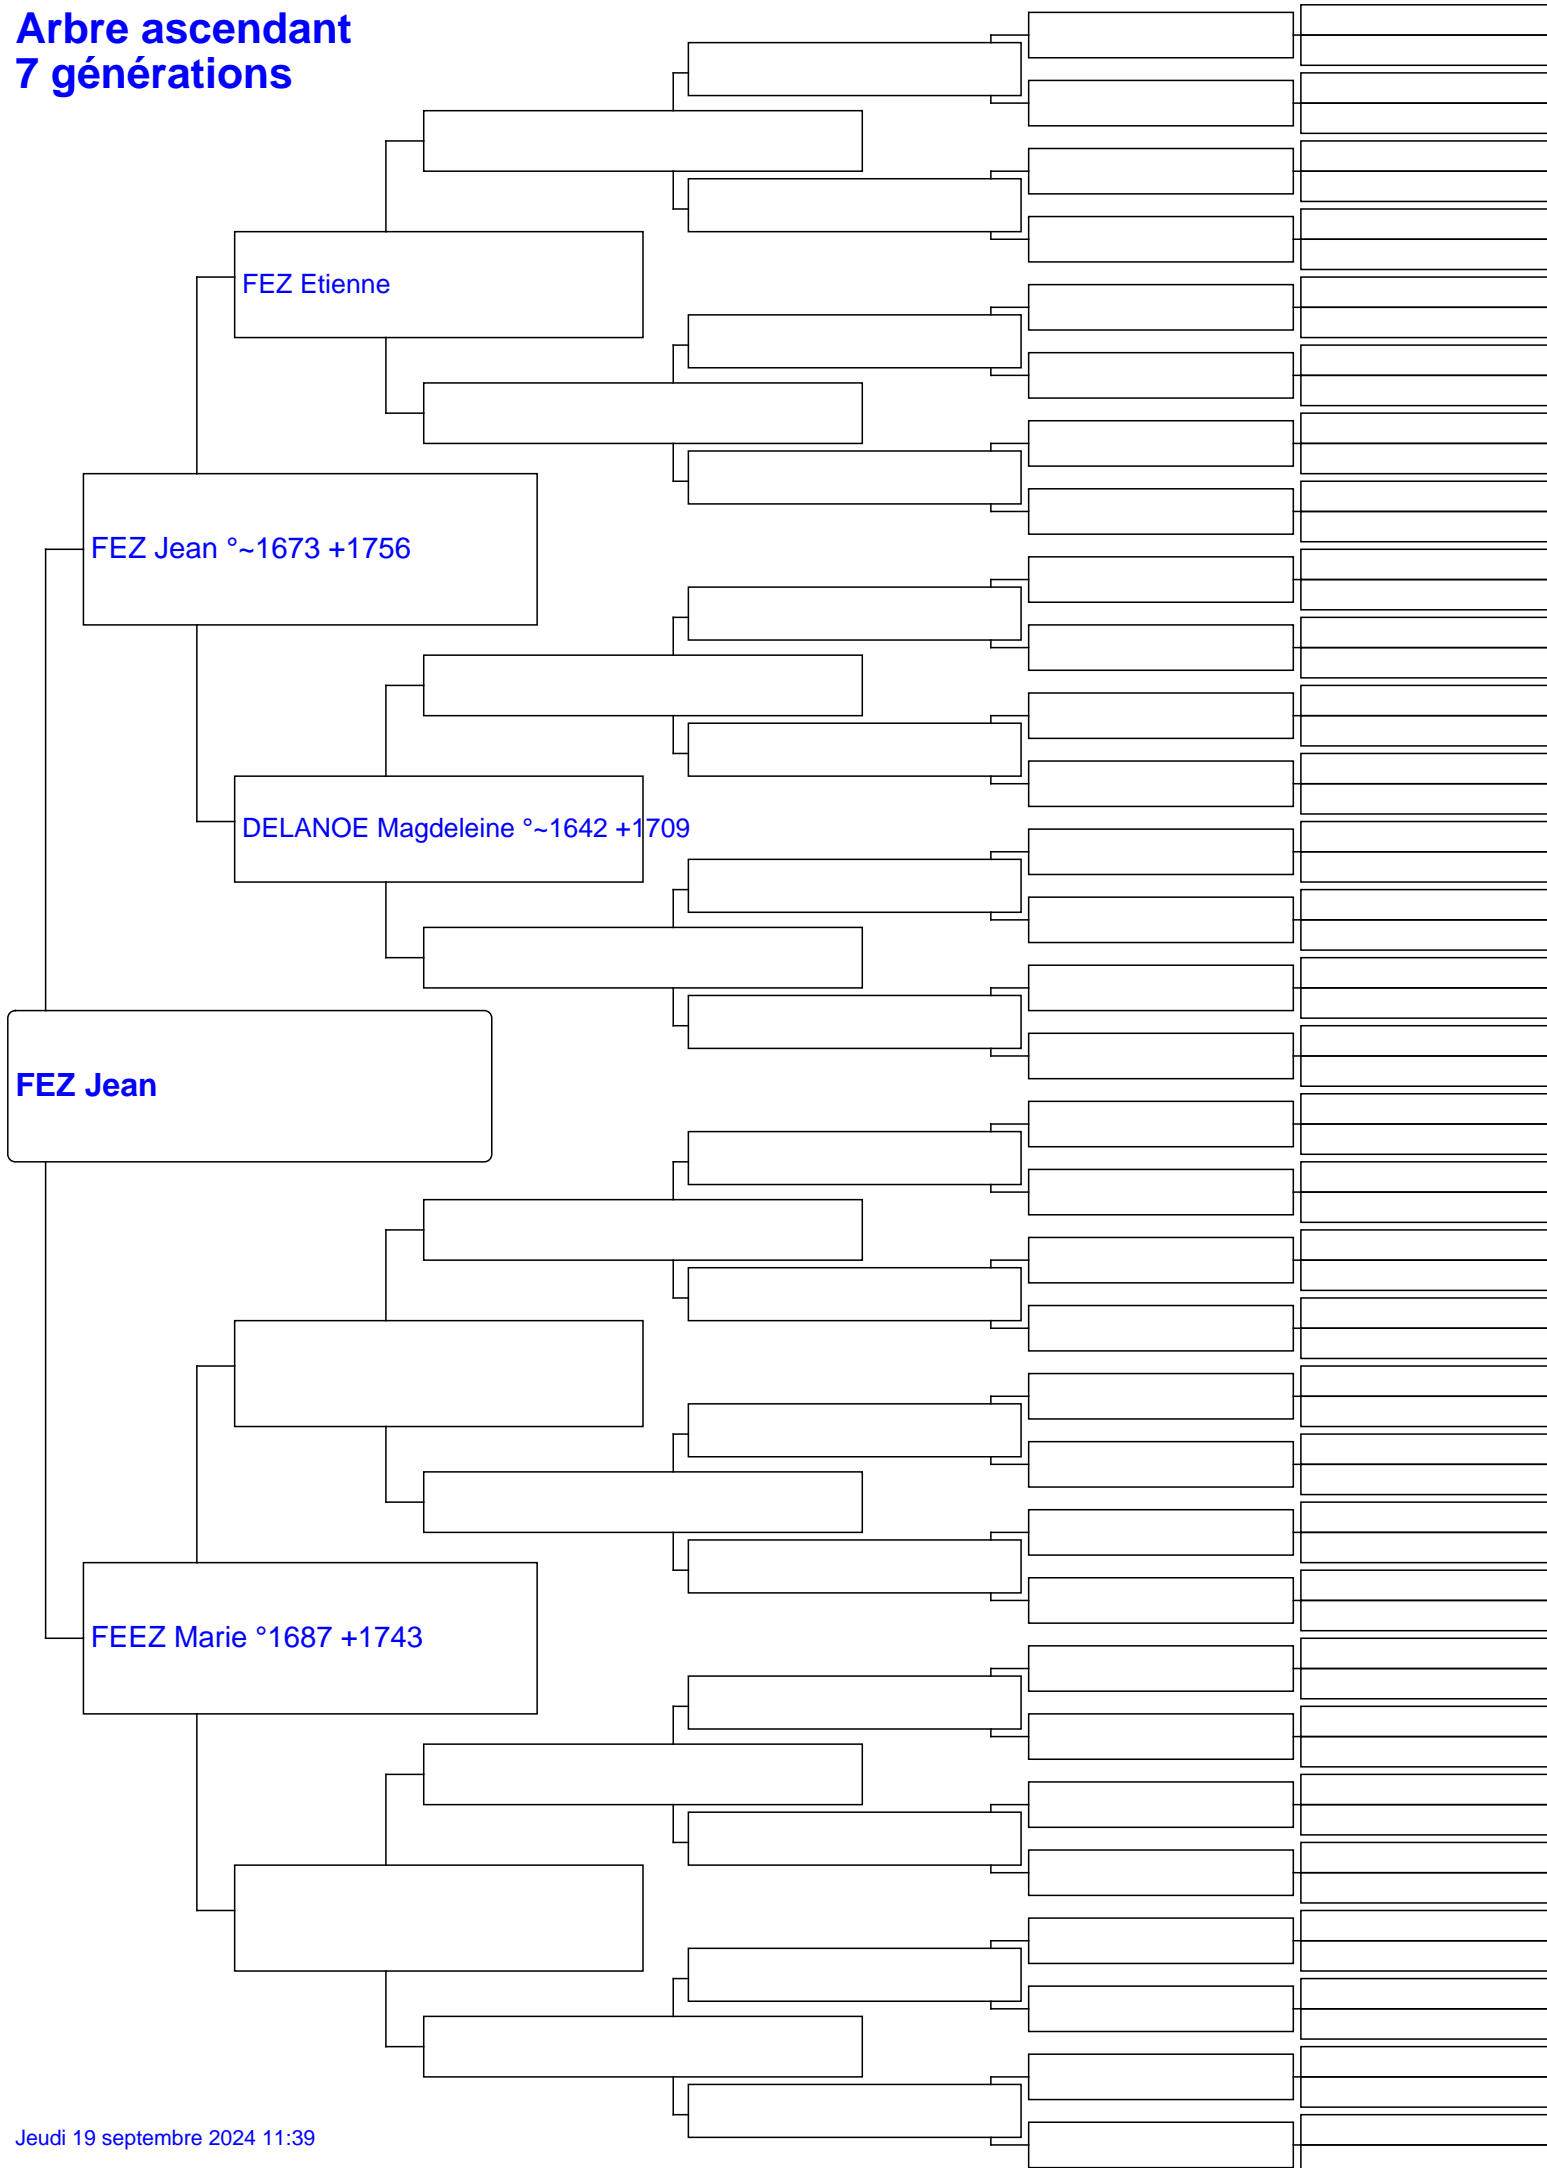 Arbre ascendant
7 générations
FEZ Etienne
FEZ Jean °~1673 +1756
DELANOE Magdeleine °~1642 +1709
FEZ Jean
FEEZ Marie °1687 +1743
Jeudi 19 septembre 2024 11:39